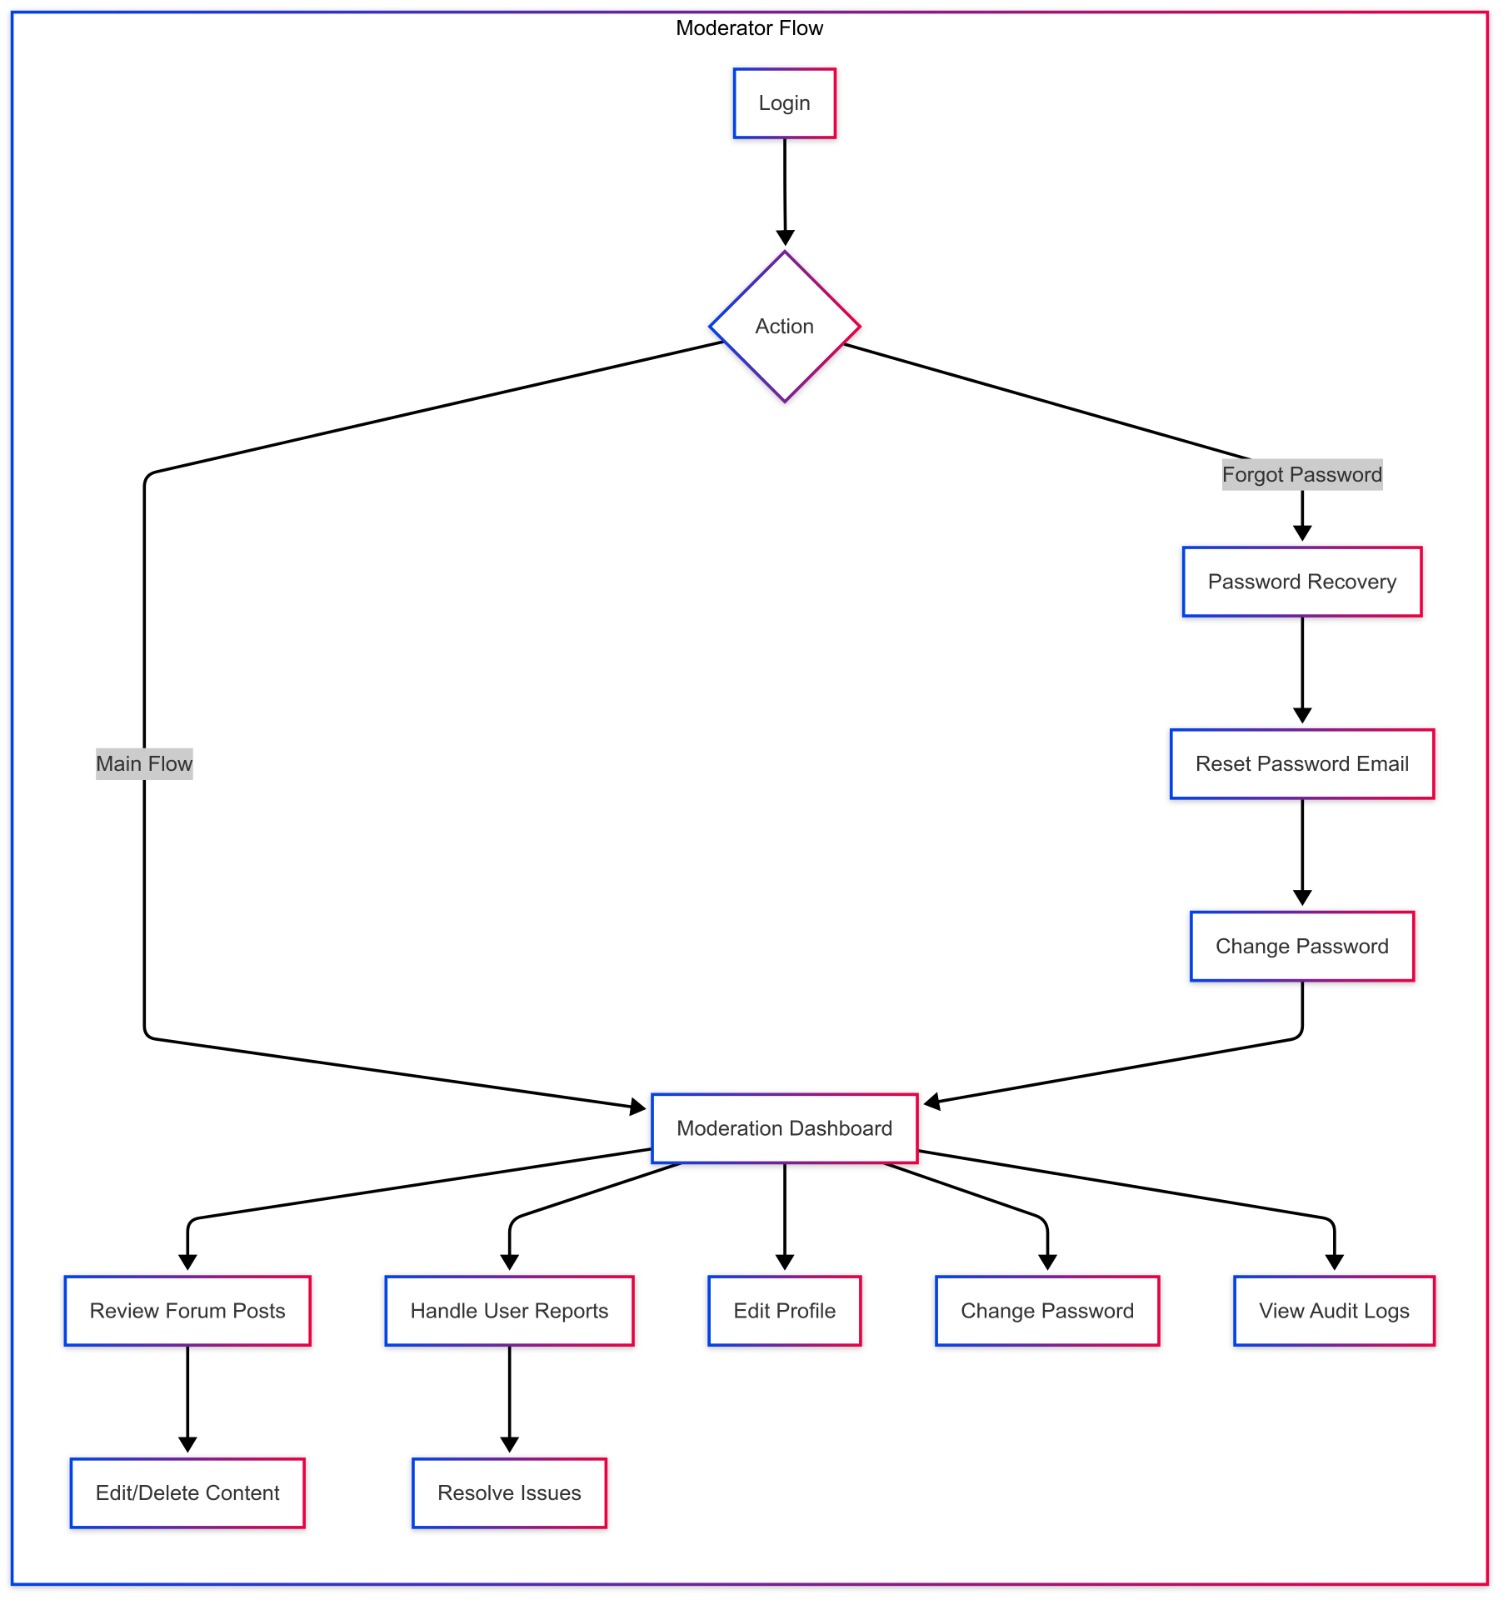 Moderator Flow
Login
Action
Forgot Password
Password Recovery
Main Flow
Reset Password Email
Change Password
Moderation Dashboard
Review Forum Posts
Handle User Reports
Edit Profile
Change Password
View Audit Logs
Edit/Delete Content
Resolve Issues